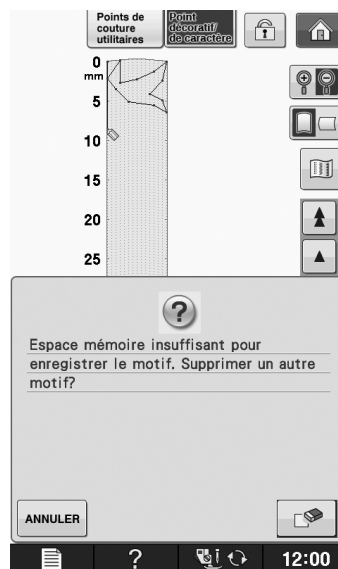 Points de
couture
utilitaires
Point
décoratif/
de caractère
0
mm
5
10
15
20
25
Espace mémoire insuffisant pour
enregistrer le motif. Supprimer un autre
motif?
ANNULER
?
12:00